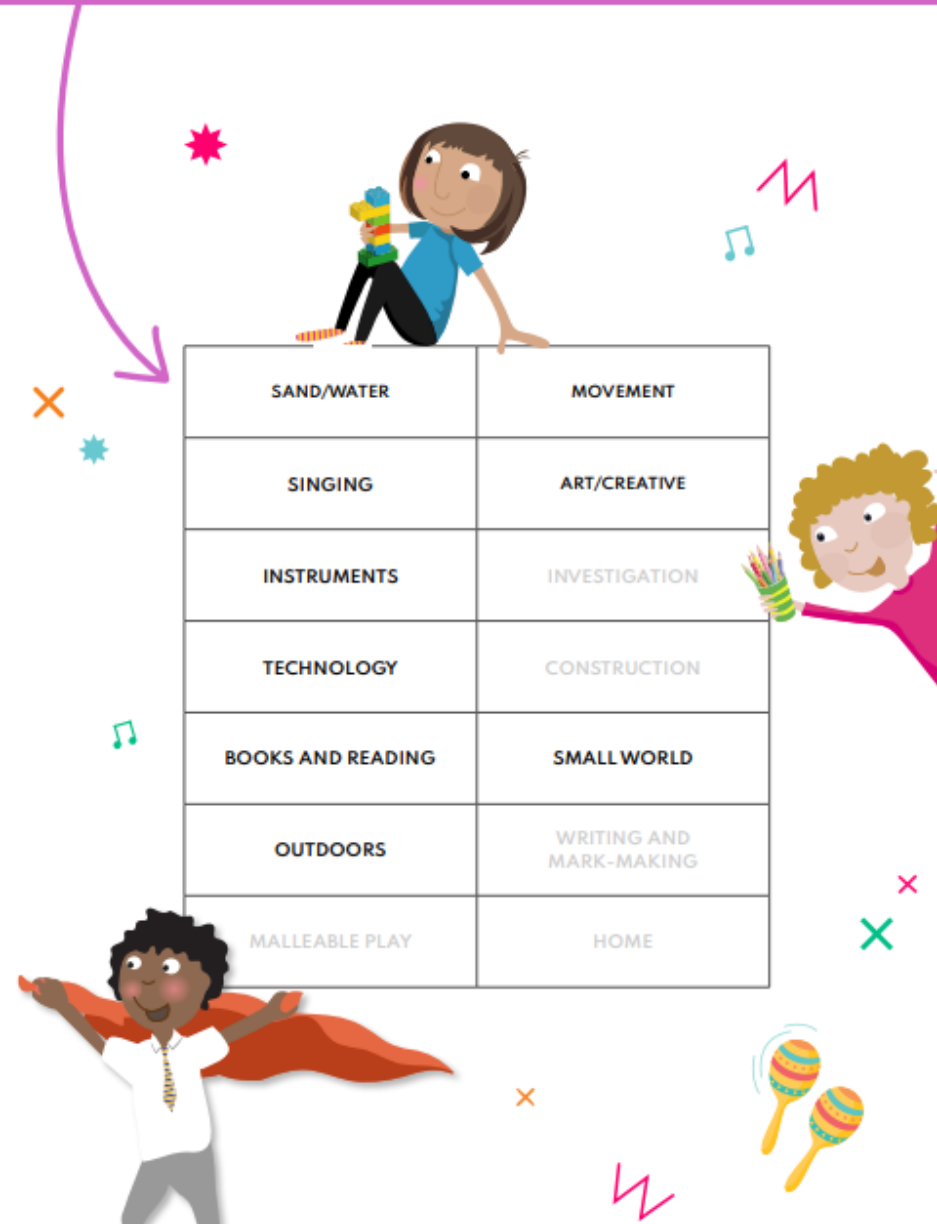 SAND/WATER
MOVEMENT
SINGING
ART/CREATIVE
INSTRUMENTS
INVESTIGATION
TECHNOLOGY
CONSTRUCTION
BOOKS AND READING
SMALL WORLD
OUTDOORS
WRITING AND
MARK-MAKING
MALLEABLE PLAY
HOME